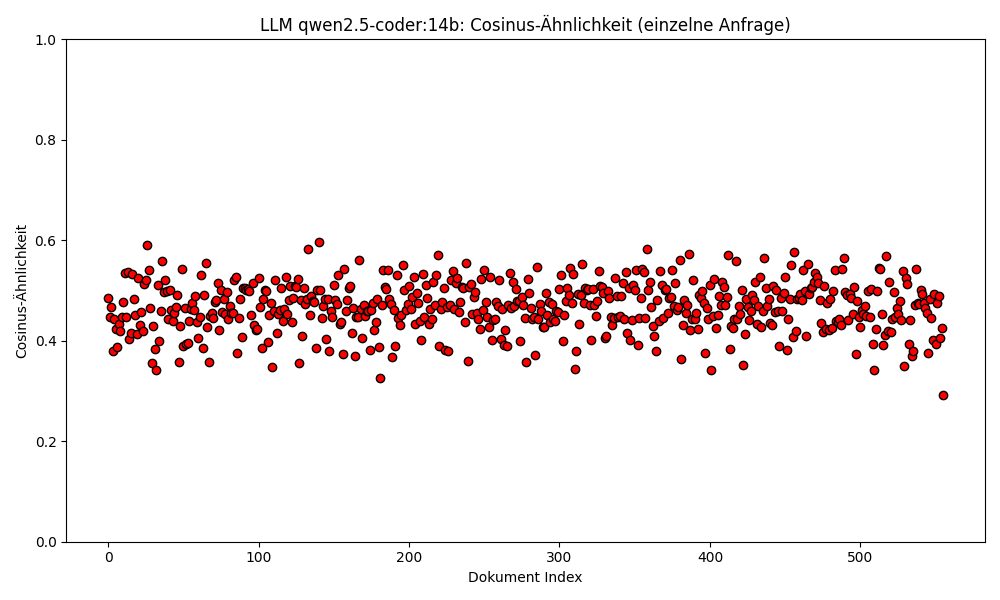 LLM qwen2.5-coder:14b: Cosinus-Ähnlichkeit (einzelne Anfrage)
Cosinus-Ähnlichkeit
1.0
0.8
0.6
0.4
0.2
0.0
0 100 200 300 400 500
Dokument Index